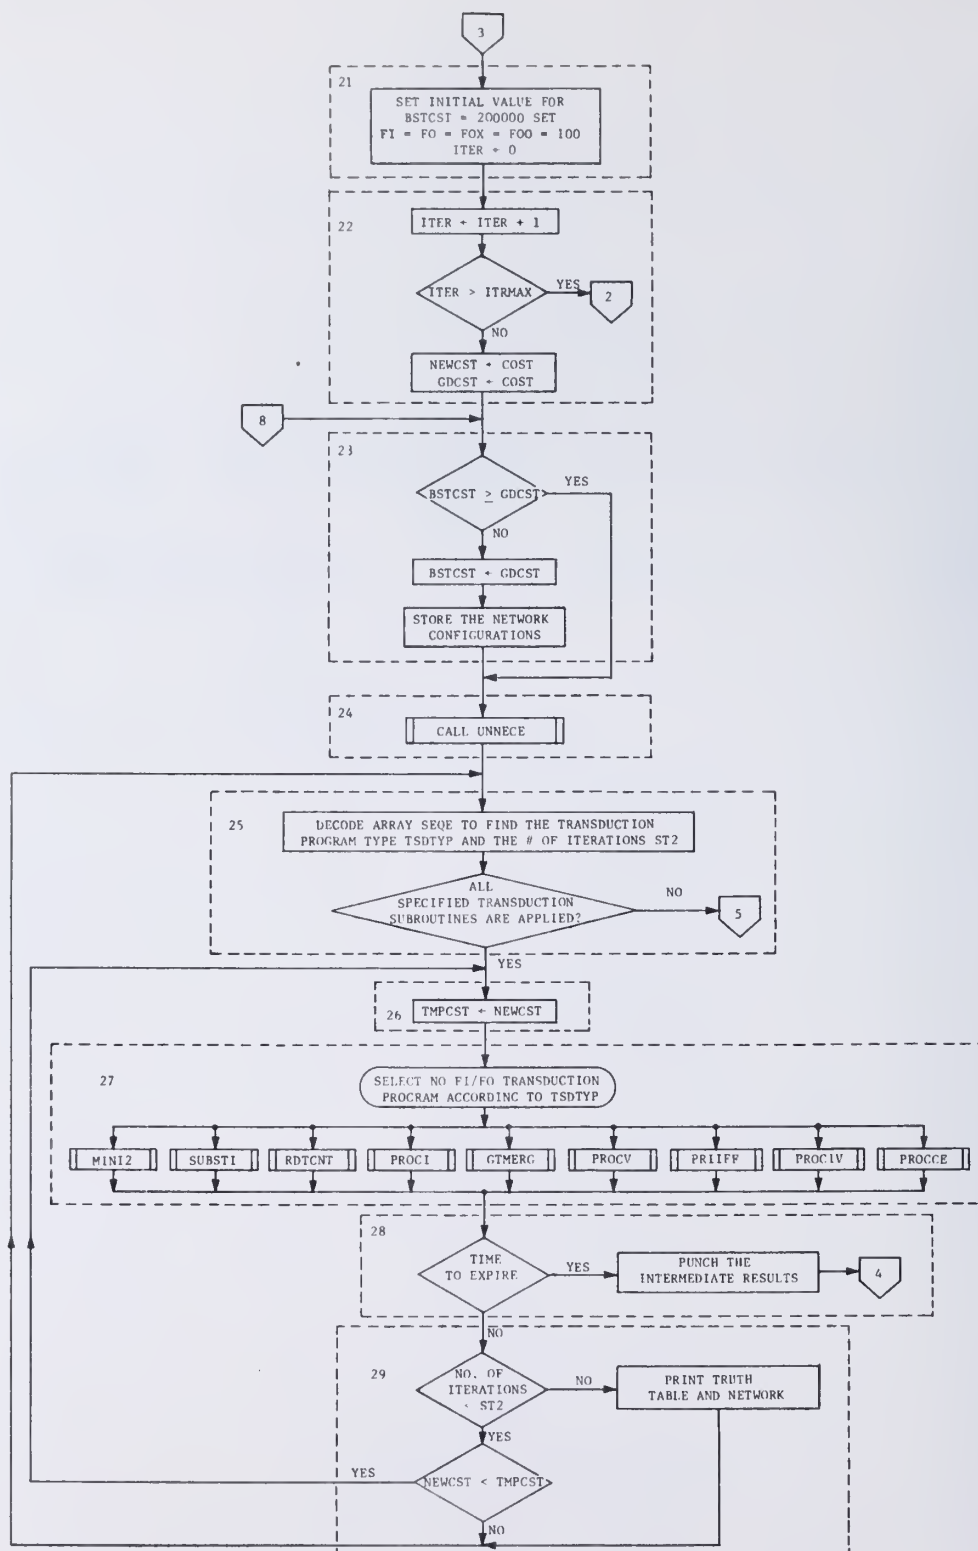 3
21
SET INITIAL VALUE FOR
BSTCST = 200000 SET
FI = FO = FOX = FOO = 100
ITER ← 0
22
ITER ← ITER + 1
ITER > ITRMAX
YES
2
NO
NEWCST ← COST
GDCST ← COST
8
23
BSTCST ≥ GDCST
YES
NO
BSTCST ← GDCST
STORE THE NETWORK
CONFIGURATIONS
24
CALL UNNECE
25
DECODE ARRAY SEQE TO FIND THE TRANSDUCTION
PROGRAM TYPE TSDTYP AND THE # OF ITERATIONS ST2
ALL
SPECIFIED TRANSDUCTION
SUBROUTINES ARE APPLIED?
NO
5
YES
26
TMPCST ← NEWCST
27
SELECT NO FI/FO TRANSDUCTION
PROGRAM ACCORDING TO TSDTYP
MINI2 SUBSTI RDTCNT PROCI GTMERG PROCV PRIIFF PROCIV PROCCE
28
TIME
TO EXPIRE
YES
PUNCH THE
INTERMEDIATE RESULTS
4
NO
29
NO. OF
ITERATIONS
< ST2
NO
PRINT TRUTH
TABLE AND NETWORK
YES
YES
NEWCST < TMPCST
NO